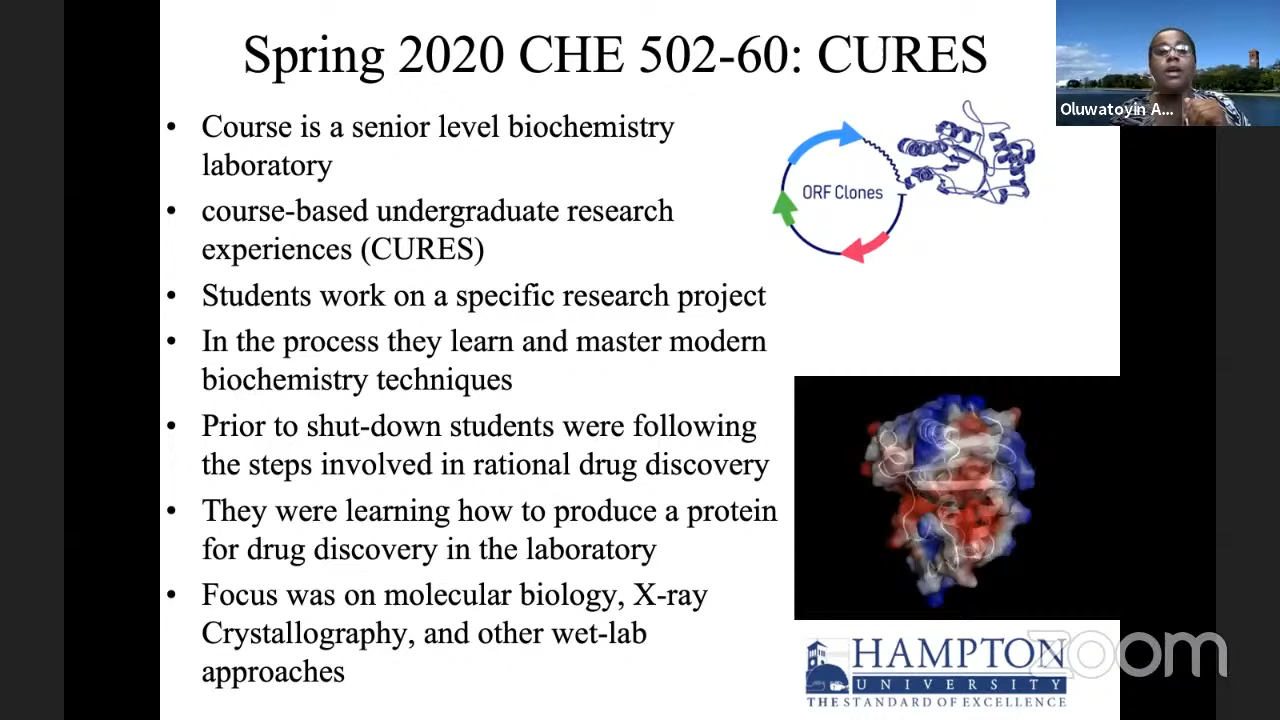 Spring 2020 CHE 502-60: CURES
Oluwatoyin A...
• Course is a senior level biochemistry
laboratory
• course-based undergraduate research
experiences (CURES)
• Students work on a specific research project
• In the process they learn and master modern
biochemistry techniques
• Prior to shut-down students were following
the steps involved in rational drug discovery
• They were learning how to produce a protein
for drug discovery in the laboratory
• Focus was on molecular biology, X-ray
Crystallography, and other wet-lab
approaches
ORF Clones
HAMPTON
UNIVERSITY
THE STANDARD OF EXCELLENCE
zoom